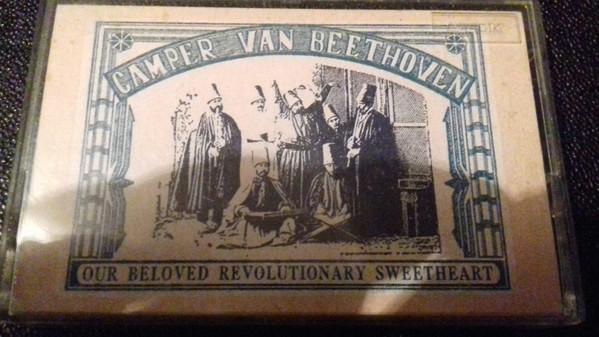 CAMPER VAN BEETHOVEN
OUR BELOVED REVOLUTIONARY SWEETHEART